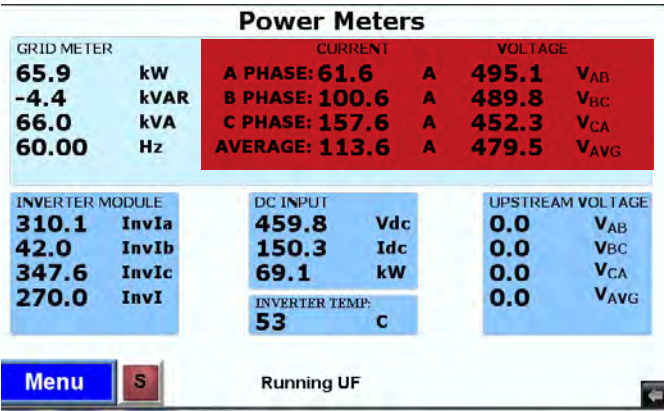 Power Meters
GRID METER CURRENT VOLTAGE
65.9 kW A PHASE: 61.6 A 495.1 VAB
-4.4 kVAR B PHASE: 100.6 A 489.8 VBC
66.0 kVA C PHASE: 157.6 A 452.3 VCA
60.00 Hz AVERAGE: 113.6 A 479.5 VAVG
INVERTER MODULE DC INPUT UPSTREAM VOLTAGE
310.1 InvIa 459.8 Vdc 0.0 VAB
42.0 InvIb 150.3 Idc 0.0 VBC
347.6 InvIc 69.1 kW 0.0 VCA
270.0 InvI INVERTER TEMP: 0.0 VAVG
53 C
Menu S Running UF